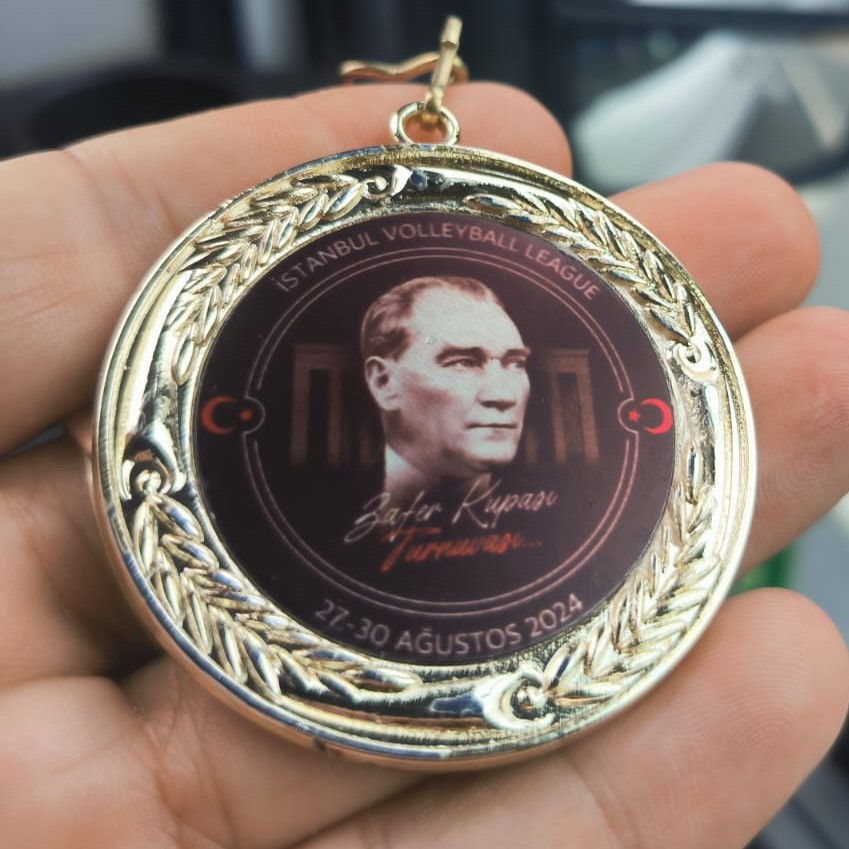 İSTANBUL VOLLEYBALL LEAGUE
Zafer Kupası
Turnuvası...
27-30 AĞUSTOS 2024